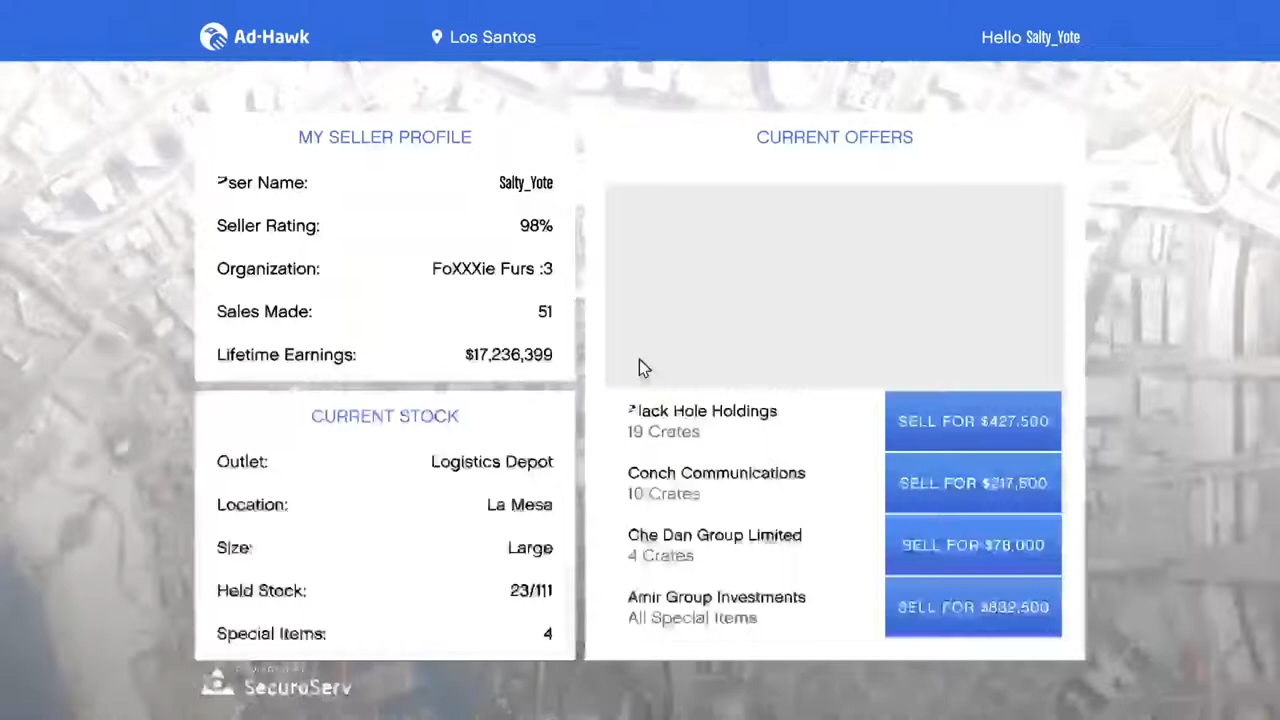 Ad-Hawk
Los Santos
Hello Salty_Yote
MY SELLER PROFILE
ser Name: Salty_Yote
Seller Rating: 98%
Organization: FoXXXie Furs :3
Sales Made: 51
Lifetime Earnings: $17,236,399
CURRENT STOCK
Outlet: Logistics Depot
Location: La Mesa
Size: Large
Held Stock: 23/111
Special Items: 4
CURRENT OFFERS
lack Hole Holdings
19 Crates
SELL FOR $427,500
Conch Communications
10 Crates
SELL FOR $217,500
Che Dan Group Limited
4 Crates
SELL FOR $78,000
Amir Group Investments
All Special Items
SELL FOR
SecuroServ